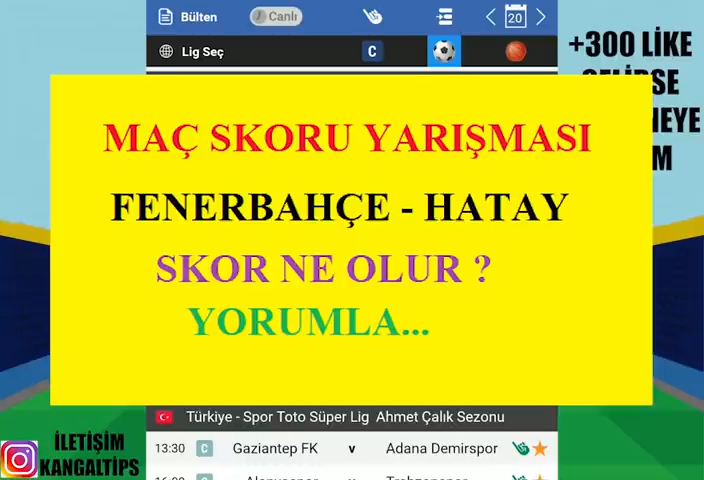 Bülten
Canlı
20
Lig Seç
C
+300 LİKE
MAÇ SKORU YARIŞMASI
FENERBAHÇE - HATAY
SKOR NE OLUR ?
YORUMLA...
Türkiye - Spor Toto Süper Lig Ahmet Çalık Sezonu
13:30 C Gaziantep FK v Adana Demirspor
İLETİŞİM
KANGALTIPS